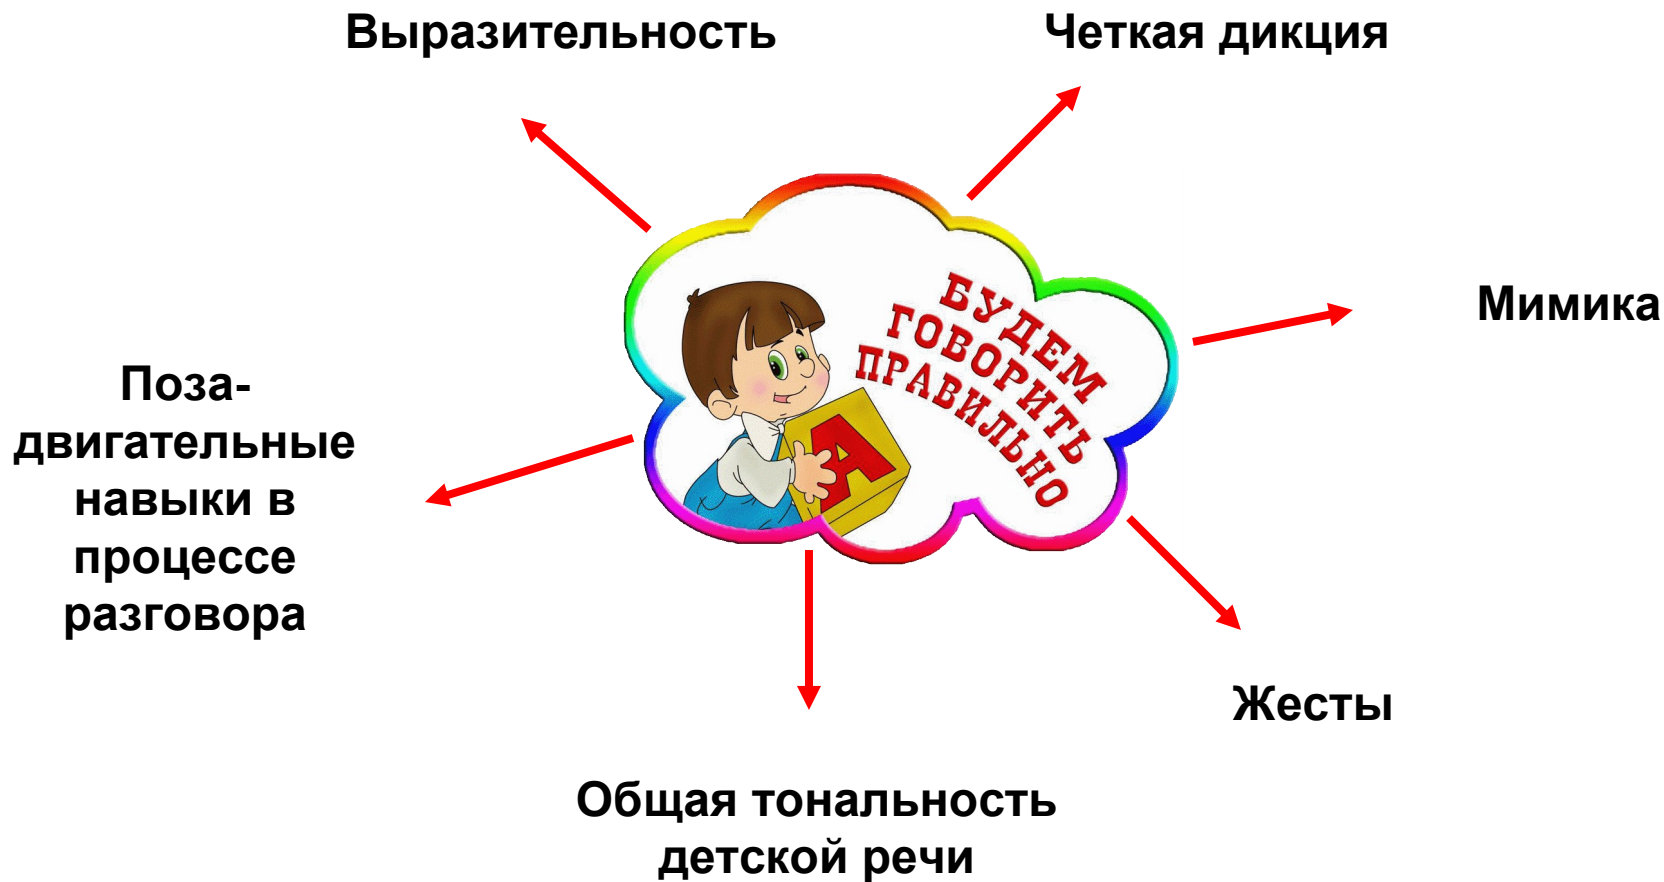 Выразительность
Четкая дикция
БУДЕМ
ГОВОРИТЬ
ПРАВИЛЬНО
А
Мимика
Поза-
двигательные
навыки в
процессе
разговора
Жесты
Общая тональность
детской речи